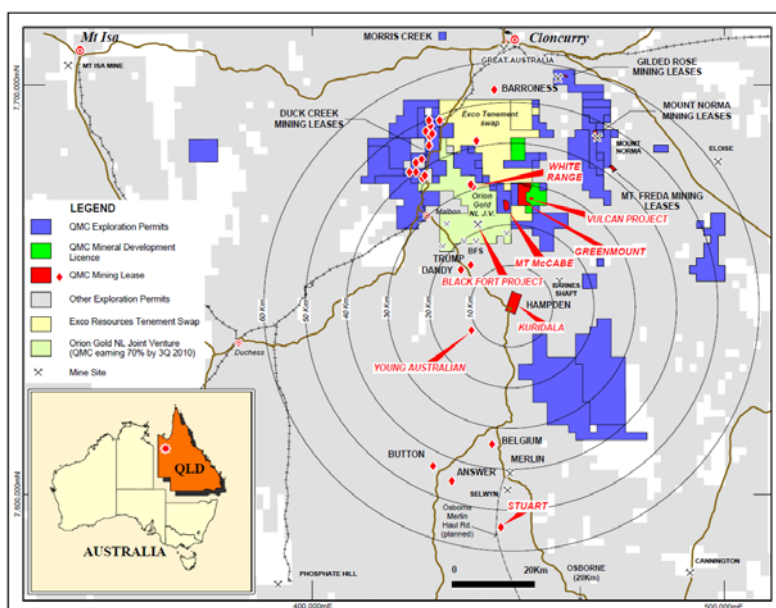 Mt Isa
MT ISA MINE
MORRIS CREEK
Cloncurry
GREAT AUSTRALIA
GILDED ROSE
MINING LEASES
7,700,000mN
BARRONESS
DUCK CREEK
MINING LEASES
Exco Tenement
swap
MOUNT NORMA
MINING LEASES
MOUNT
NORMA
ELOISE
WHITE
RANGE
MT. FREDA MINING
LEASES
Orion
Gold
NL J.V.
Malbon
VULCAN PROJECT
GREENMOUNT
MT McCABE
BFS
BLACK FORT PROJECT
TRUMP
DANDY
BARNES
SHAFT
HAMPDEN
KURIDALA
60 Km
50 Km
40 Km
30 Km
20 Km
10 Km
Duchess
YOUNG AUSTRALIAN
LEGEND
QMC Exploration Permits
QMC Mineral Development
Licence
QMC Mining Lease
Other Exploration Permits
Exco Resources Tenement Swap
Orion Gold NL Joint Venture
(QMC earning 70% by 3Q 2010)
Mine Site
QLD
AUSTRALIA
BELGIUM
BUTTON
MERLIN
ANSWER
SELWYN
STUART
7,600,000mN
Osborne
Merlin
Haul Rd
(planned)
PHOSPHATE HILL
0
20Km
OSBORNE
(20Km)
CANNINGTON
400,000mE
500,000mE